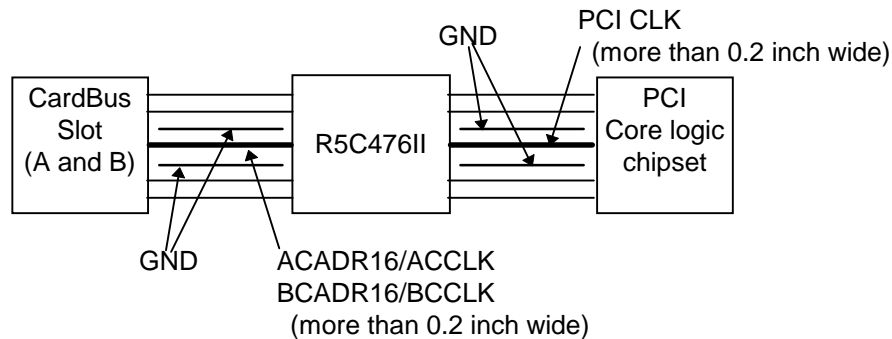 GND
PCI CLK
(more than 0.2 inch wide)
CardBus
Slot
(A and B)
R5C476II
PCI
Core logic
chipset
GND
ACADR16/ACCLK
BCADR16/BCCLK
(more than 0.2 inch wide)